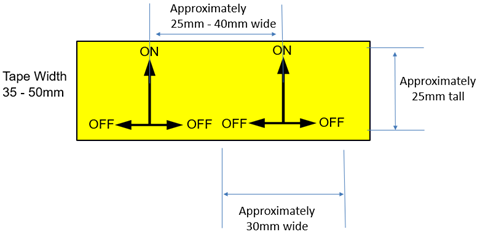 Approximately
25mm - 40mm wide
ON
ON
Tape Width
35 - 50mm
Approximately
25mm tall
OFF
OFF
OFF
OFF
Approximately
30mm wide